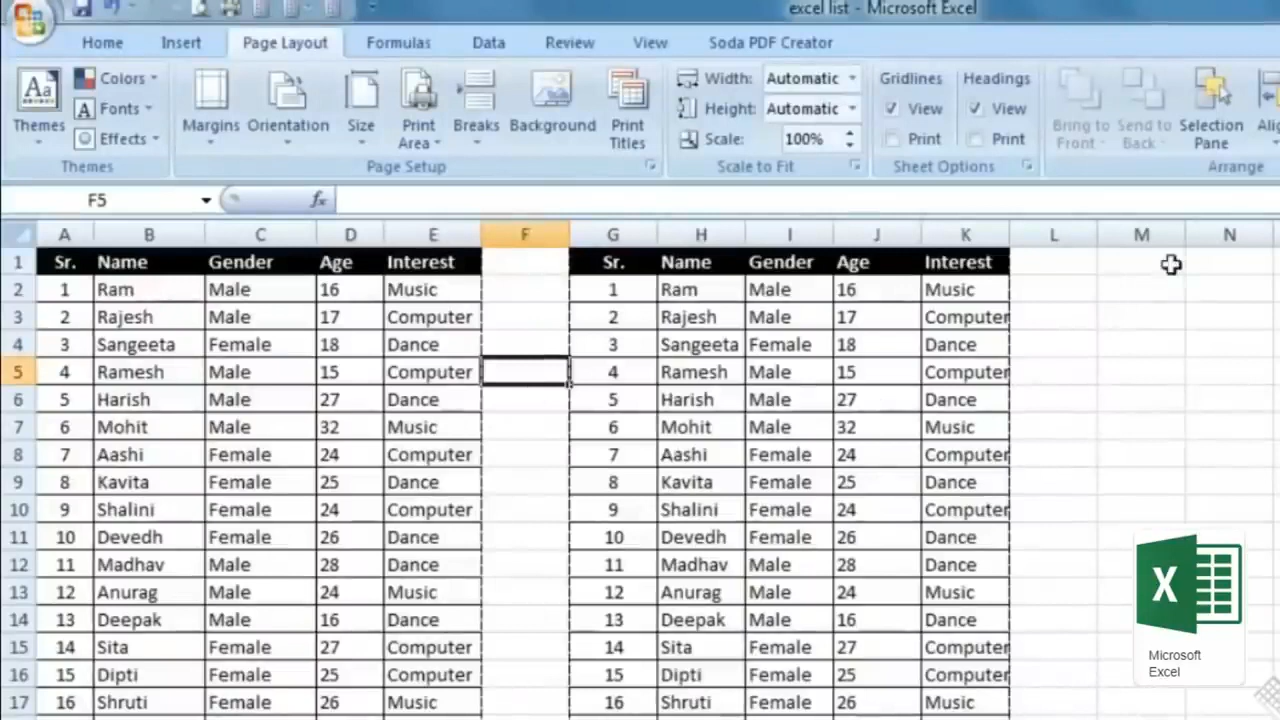 excel list - Microsoft Excel
Home Insert Page Layout Formulas Data Review View Soda PDF Creator
Themes Colors Fonts Effects
Margins Orientation Size Print Area Breaks Background Print Titles
Width: Automatic
Height: Automatic
Scale: 100%
Gridlines Headings
View View
Print Print
Bring to Front Send to Back Selection Pane
Themes Page Setup Scale to Fit Sheet Options Arrange
F5 fx
A B C D E F G H I J K L M N
1 Sr. Name Gender Age Interest Sr. Name Gender Age Interest
2 1 Ram Male 16 Music 1 Ram Male 16 Music
3 2 Rajesh Male 17 Computer 2 Rajesh Male 17 Computer
4 3 Sangeeta Female 18 Dance 3 Sangeeta Female 18 Dance
5 4 Ramesh Male 15 Computer 4 Ramesh Male 15 Computer
6 5 Harish Male 27 Dance 5 Harish Male 27 Dance
7 6 Mohit Male 32 Music 6 Mohit Male 32 Music
8 7 Aashi Female 24 Computer 7 Aashi Female 24 Computer
9 8 Kavita Female 25 Dance 8 Kavita Female 25 Dance
10 9 Shalini Female 24 Computer 9 Shalini Female 24 Computer
11 10 Devedh Female 26 Dance 10 Devedh Female 26 Dance
12 11 Madhav Male 28 Dance 11 Madhav Male 28 Dance
13 12 Anurag Male 24 Music 12 Anurag Male 24 Music
14 13 Deepak Male 16 Dance 13 Deepak Male 16 Dance
15 14 Sita Female 27 Computer 14 Sita Female 27 Computer
16 15 Dipti Female 25 Computer 15 Dipti Female 25 Computer
17 16 Shruti Female 26 Music 16 Shruti Female 26 Music
X
Microsoft
Excel